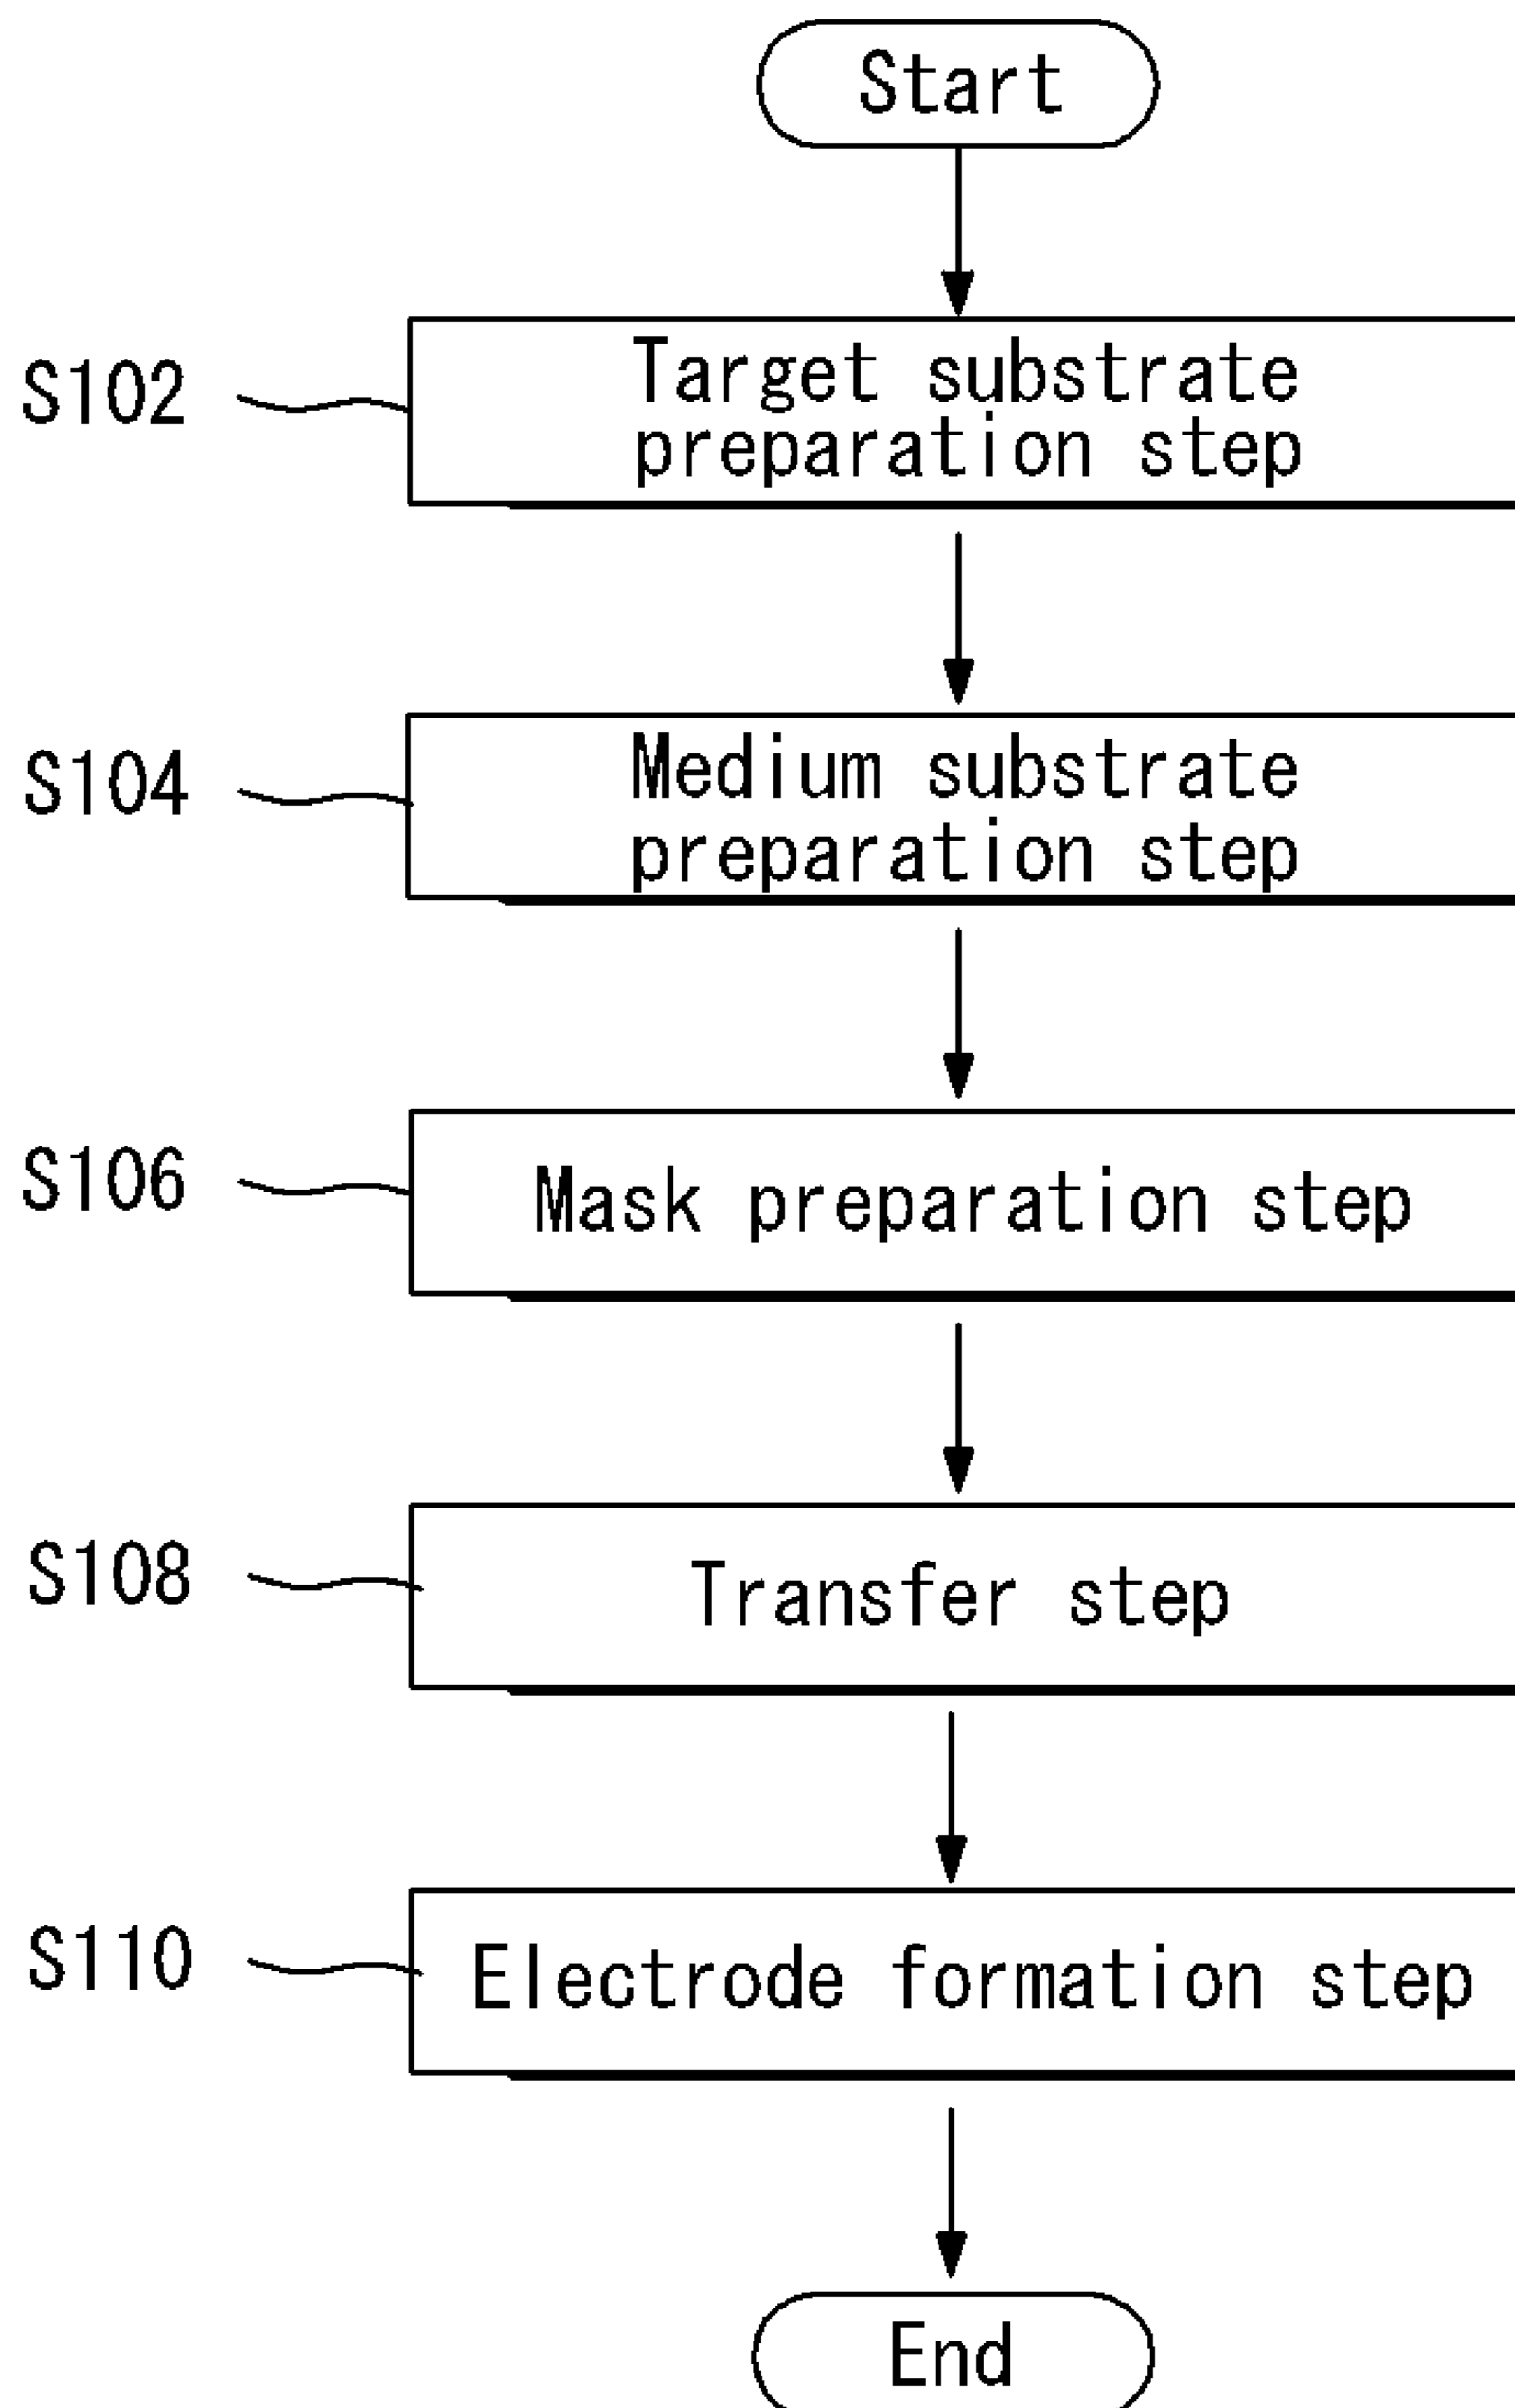 Start
S102
Target substrate
preparation step
S104
Medium substrate
preparation step
S106
Mask preparation step
S108
Transfer step
S110
Electrode formation step
End